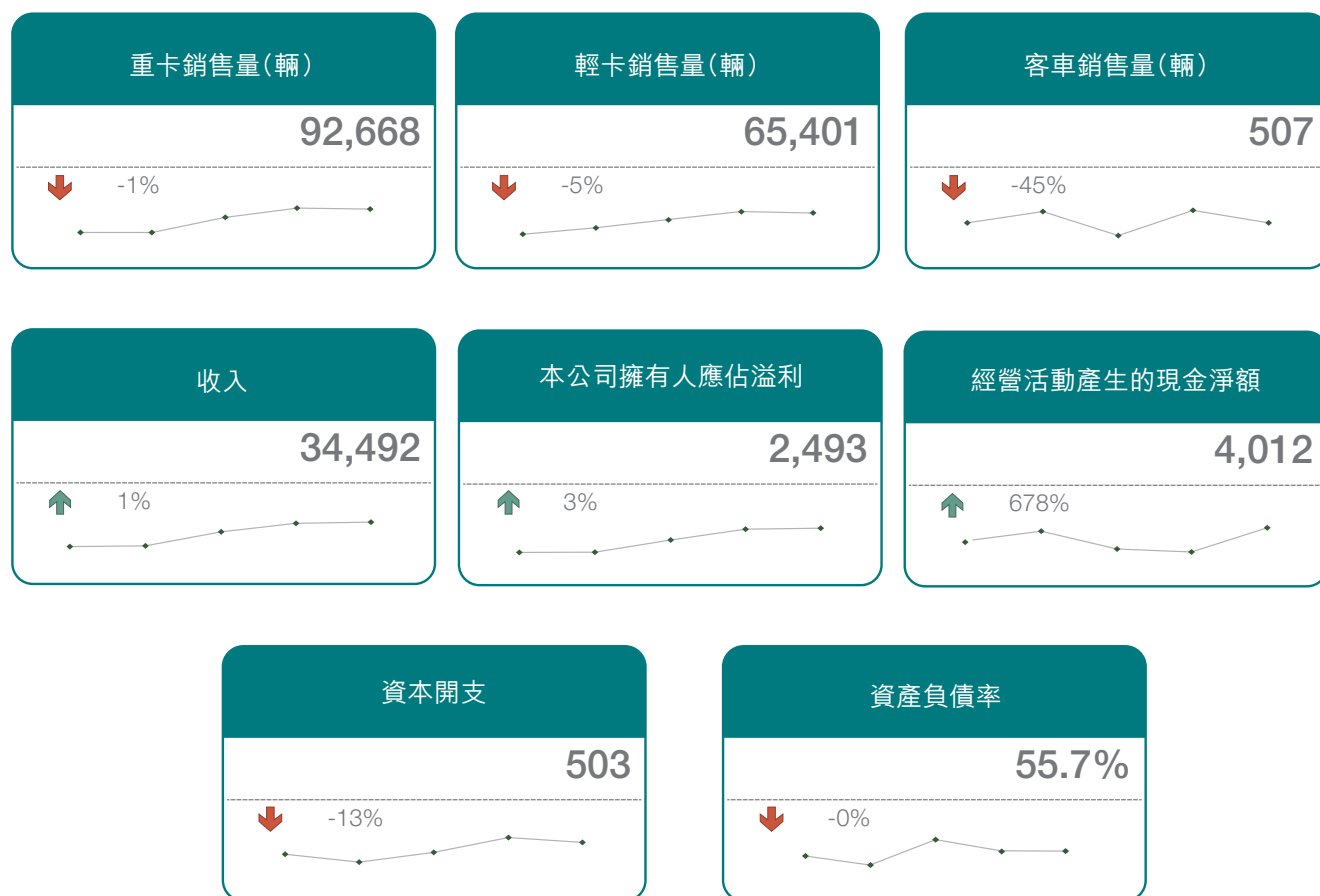 重卡銷售量(輛)
92,668
-1%
輕卡銷售量(輛)
65,401
-5%
客車銷售量(輛)
507
-45%
收入
34,492
1%
本公司擁有人應佔溢利
2,493
3%
經營活動產生的現金淨額
4,012
678%
資本開支
503
-13%
資產負債率
55.7%
-0%